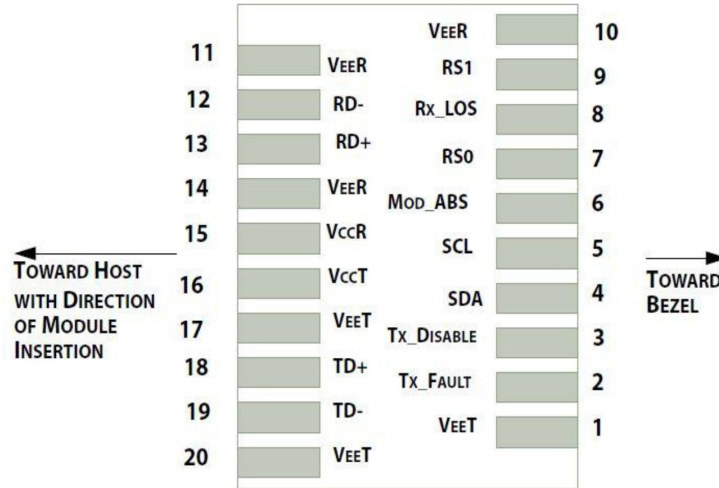 11 VEER
12 RD-
13 RD+
14 VEER
15 VCCR
16 VCCT
17 VEET
18 TD+
19 TD-
20 VEET
TOWARD HOST
WITH DIRECTION
OF MODULE
INSERTION
VEER 10
RS1 9
RX_LOS 8
RS0 7
MOD_ABS 6
SCL 5
SDA 4
TX_DISABLE 3
TX_FAULT 2
VEET 1
TOWARD
BEZEL